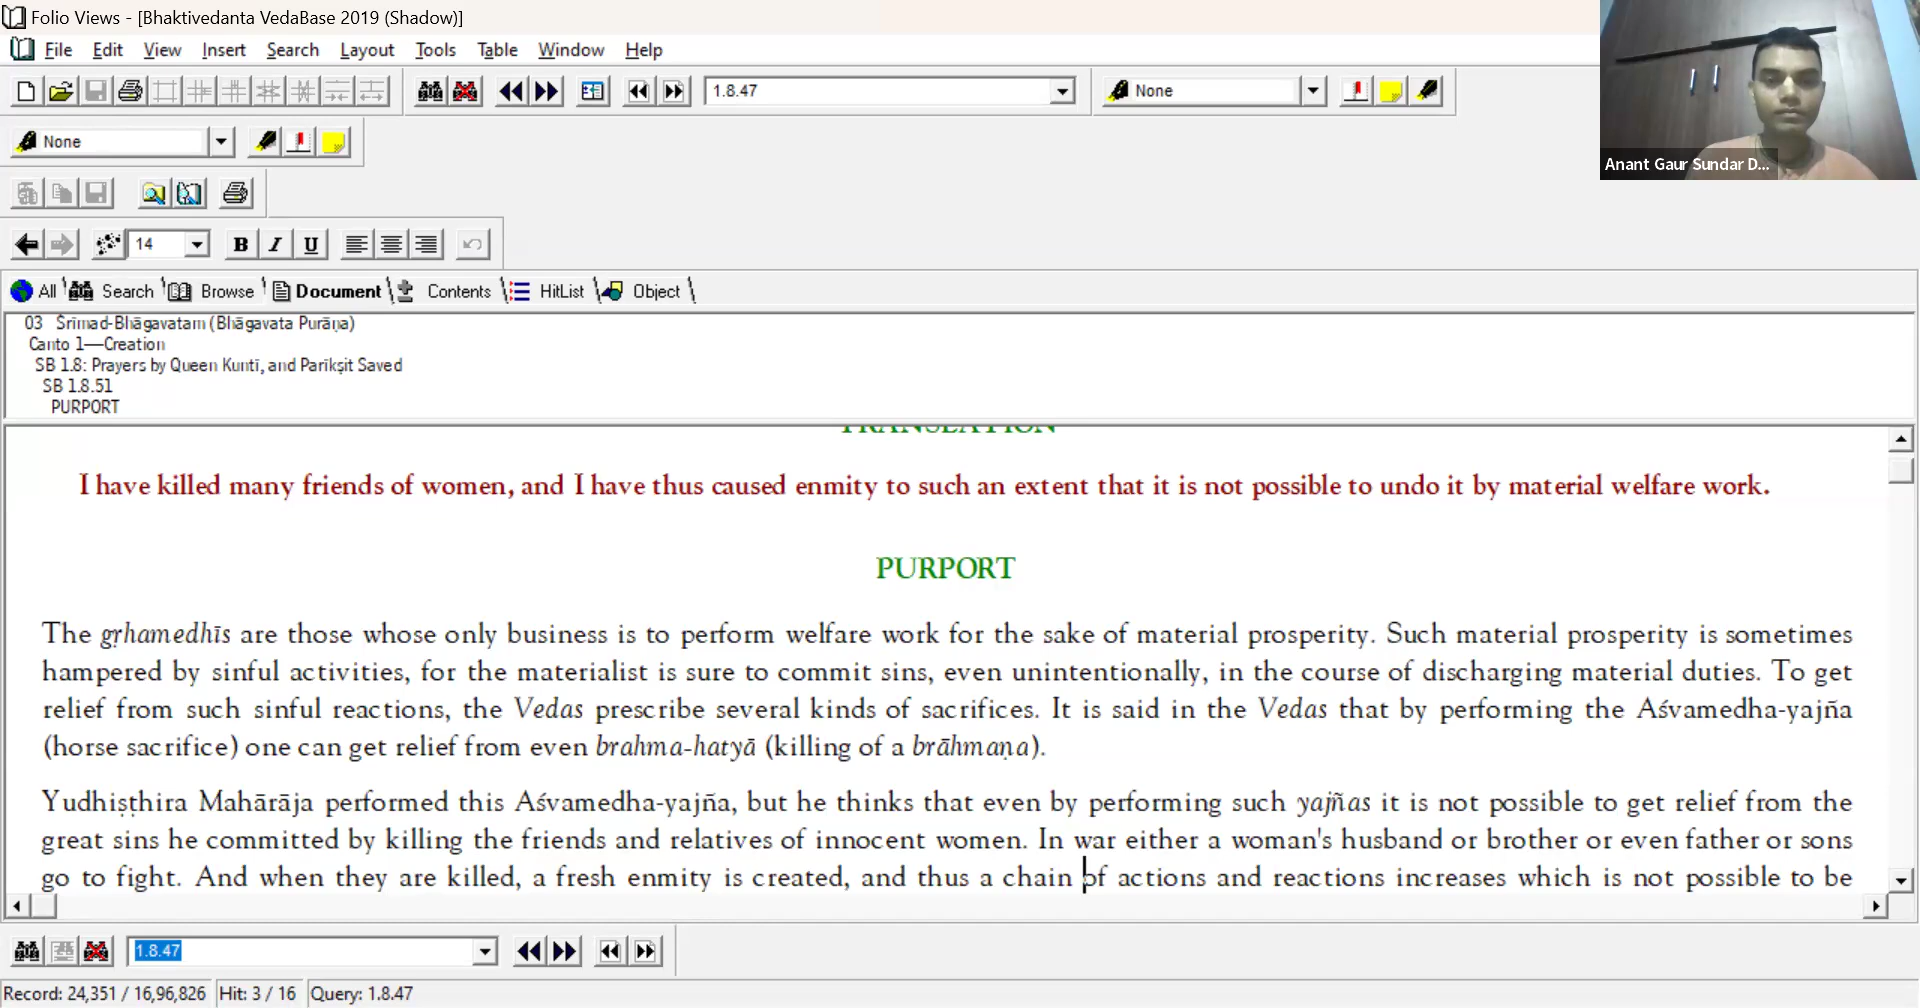 Folio Views - [Bhaktivedanta VedaBase 2019 (Shadow)]
File Edit View Insert Search Layout Tools Table Window Help
1.8.47 None
None
14 B I U
All Search Browse Document Contents HitList Object
Anant Gaur Sundar D...
03 Śrīmad-Bhāgavatam (Bhāgavata Purāṇa)
Canto 1—Creation
SB 1.8: Prayers by Queen Kuntī, and Parīkṣit Saved
SB 1.8.51
PURPORT
TRANSLATION
I have killed many friends of women, and I have thus caused enmity to such an extent that it is not possible to undo it by material welfare work.
PURPORT
The gṛhamedhīs are those whose only business is to perform welfare work for the sake of material prosperity. Such material prosperity is sometimes
hampered by sinful activities, for the materialist is sure to commit sins, even unintentionally, in the course of discharging material duties. To get
relief from such sinful reactions, the Vedas prescribe several kinds of sacrifices. It is said in the Vedas that by performing the Aśvamedha-yajña
(horse sacrifice) one can get relief from even brahma-hatyā (killing of a brāhmaṇa).
Yudhiṣṭhira Mahārāja performed this Aśvamedha-yajña, but he thinks that even by performing such yajñas it is not possible to get relief from the
great sins he committed by killing the friends and relatives of innocent women. In war either a woman's husband or brother or even father or sons
go to fight. And when they are killed, a fresh enmity is created, and thus a chain of actions and reactions increases which is not possible to be
1.8.47
Record: 24,351 / 16,96,826 Hit: 3 / 16 Query: 1.8.47